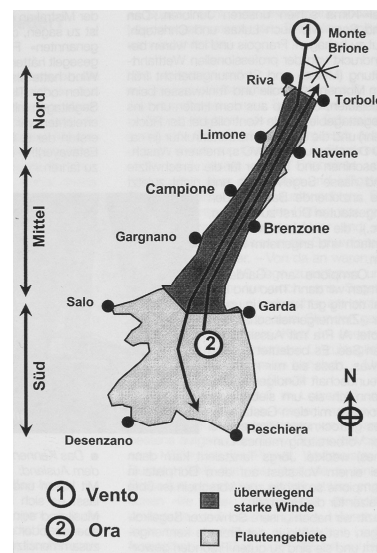 1
Monte
Brione
Riva
Torbole
Nord
Limone
Navene
Campione
Mittel
Gargnano
Brenzone
Salo
Garda
2
Süd
N
Desenzano
Peschiera
1 Vento
überwiegend
starke Winde
2 Ora
Flautengebiete